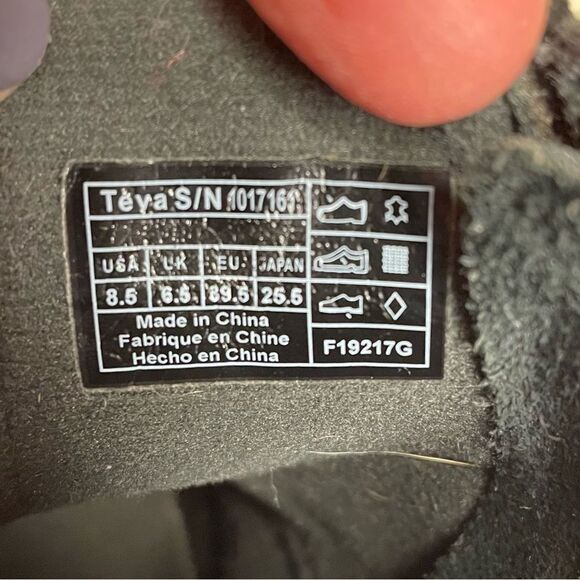 Teva S/N 1017161
USA UK EU JAPAN
8.5 6.5 39.5 25.5
Made in China
Fabrique en Chine
Hecho en China
F19217G